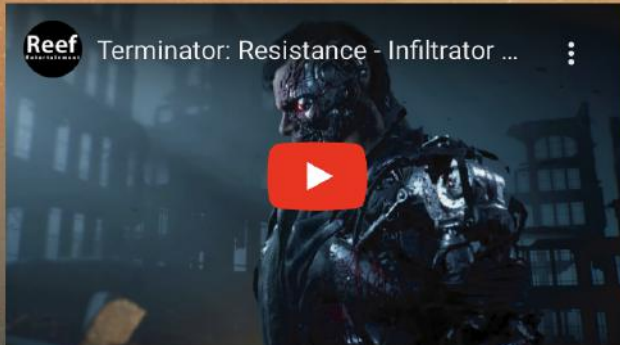 Reef
Entertainment
Terminator: Resistance - Infiltrator ...